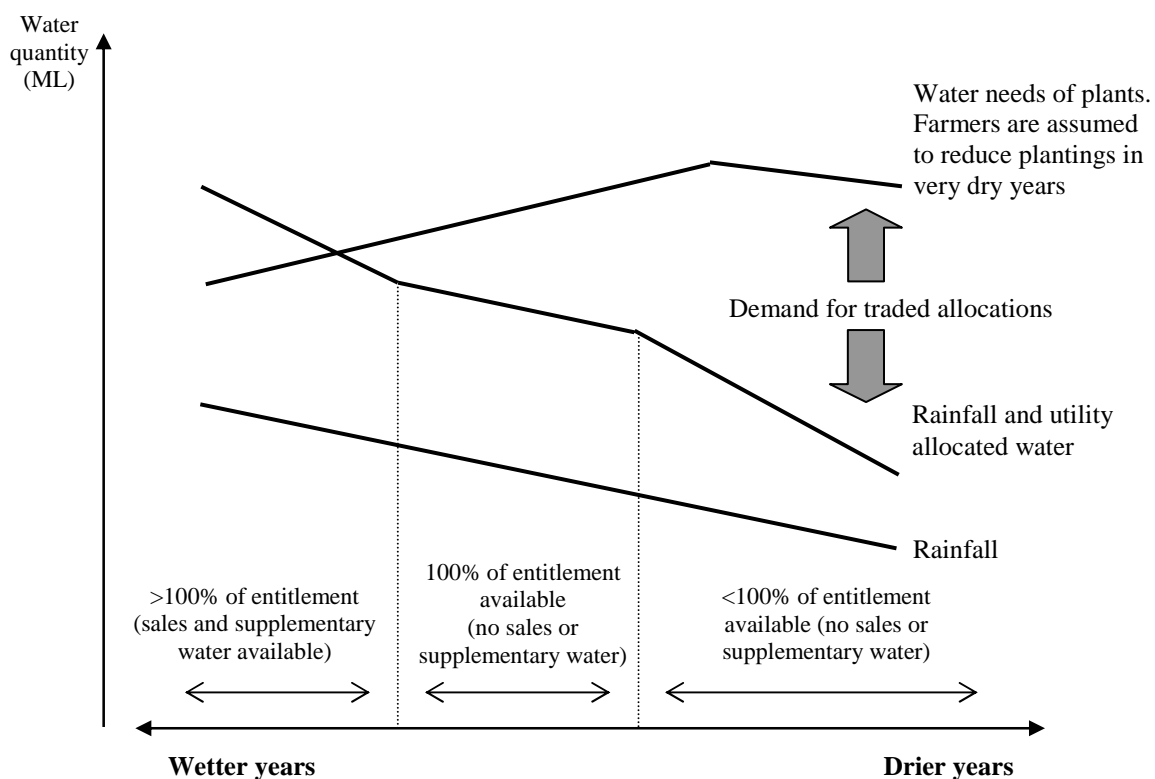 Water
quantity
(ML)
Water needs of plants.
Farmers are assumed
to reduce plantings in
very dry years
Demand for traded allocations
Rainfall and utility
allocated water
Rainfall
>100% of entitlement
(sales and supplementary
water available)
100% of entitlement
available
(no sales or
supplementary water)
<100% of entitlement
available (no sales or
supplementary water)
Wetter years
Drier years